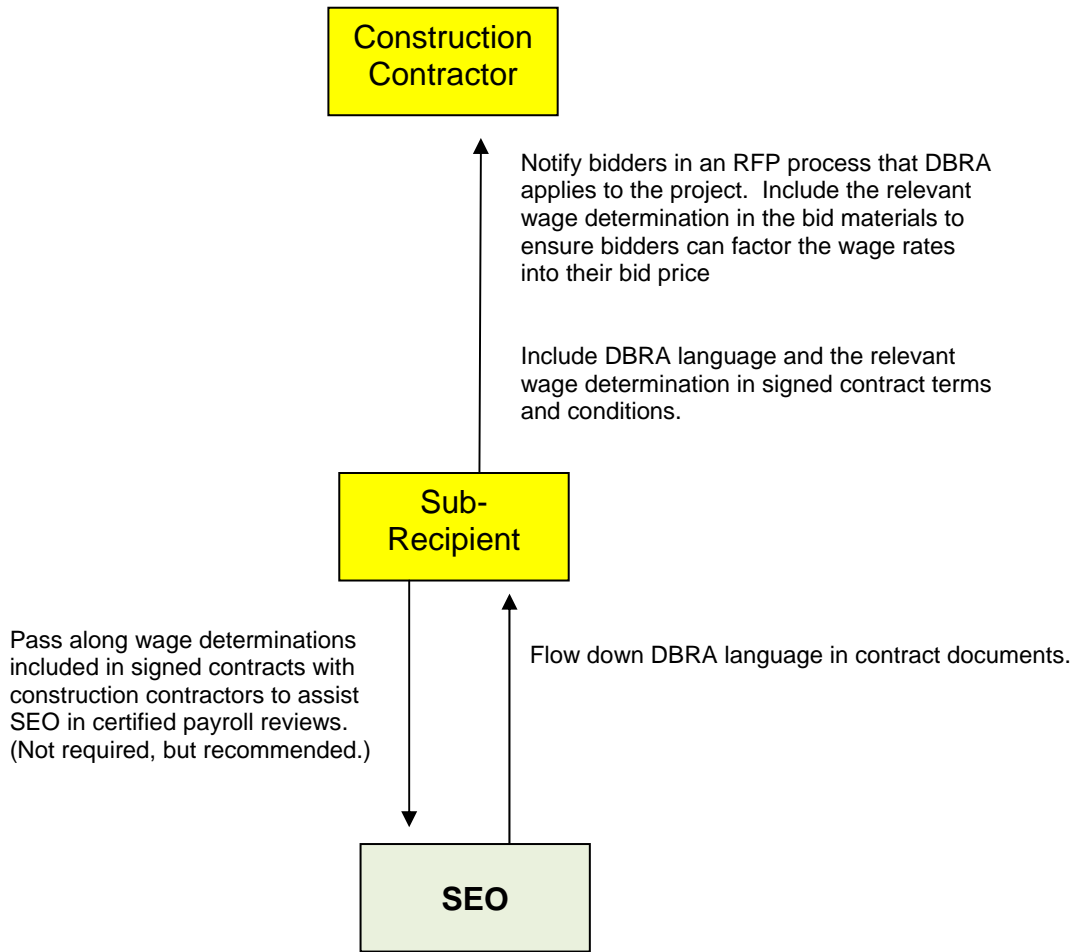 Construction
Contractor
Notify bidders in an RFP process that DBRA
applies to the project.  Include the relevant
wage determination in the bid materials to
ensure bidders can factor the wage rates
into their bid price
Include DBRA language and the relevant
wage determination in signed contract terms
and conditions.
Sub-
Recipient
Pass along wage determinations
included in signed contracts with
construction contractors to assist
SEO in certified payroll reviews.
(Not required, but recommended.)
Flow down DBRA language in contract documents.
SEO